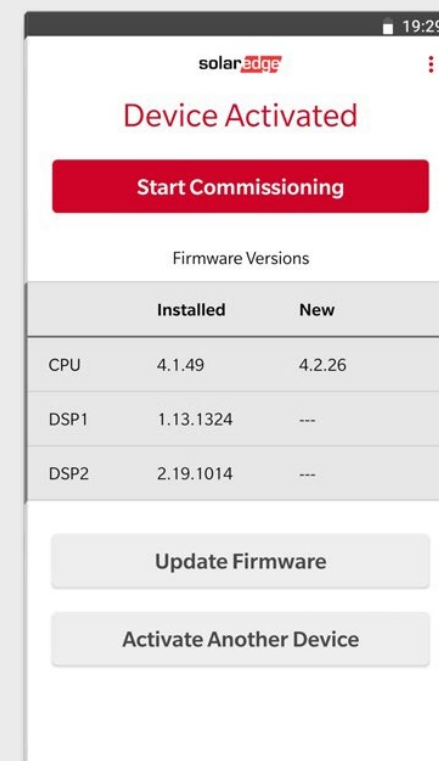 19:29
solaredge
Device Activated
Start Commissioning
Firmware Versions
Installed New
CPU 4.1.49 4.2.26
DSP1 1.13.1324 ---
DSP2 2.19.1014 ---
Update Firmware
Activate Another Device